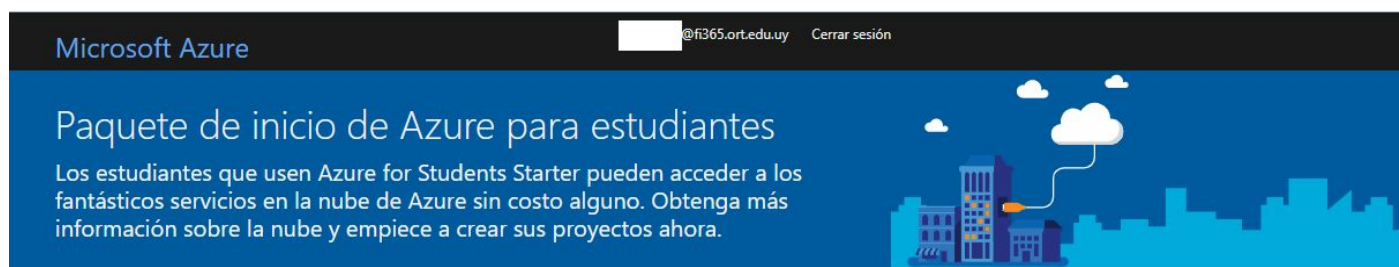 Microsoft Azure
@fi365.ort.edu.uy Cerrar sesión
Paquete de inicio de Azure para estudiantes
Los estudiantes que usen Azure for Students Starter pueden acceder a los
fantásticos servicios en la nube de Azure sin costo alguno. Obtenga más
información sobre la nube y empiece a crear sus proyectos ahora.